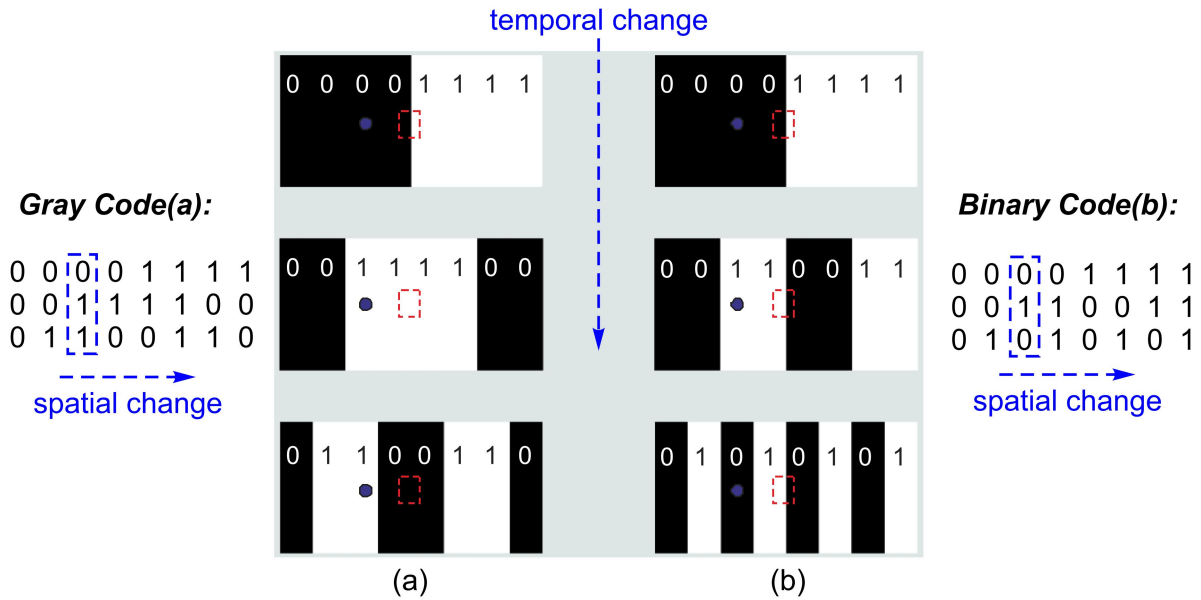 temporal change
0 0 0 0 1 1 1 1
0 0 0 0 1 1 1 1
Gray Code(a):
0 0 0 0 1 1 1 1
0 0 1 1 1 1 0 0
0 1 1 0 0 1 1 0
spatial change
0 0 1 1 1 1 0 0
0 0 1 1 0 0 1 1
Binary Code(b):
0 0 0 0 1 1 1 1
0 0 1 1 0 0 1 1
0 1 0 1 0 1 0 1
spatial change
0 1 1 0 0 1 1 0
0 1 0 1 0 1 0 1
(a)
(b)